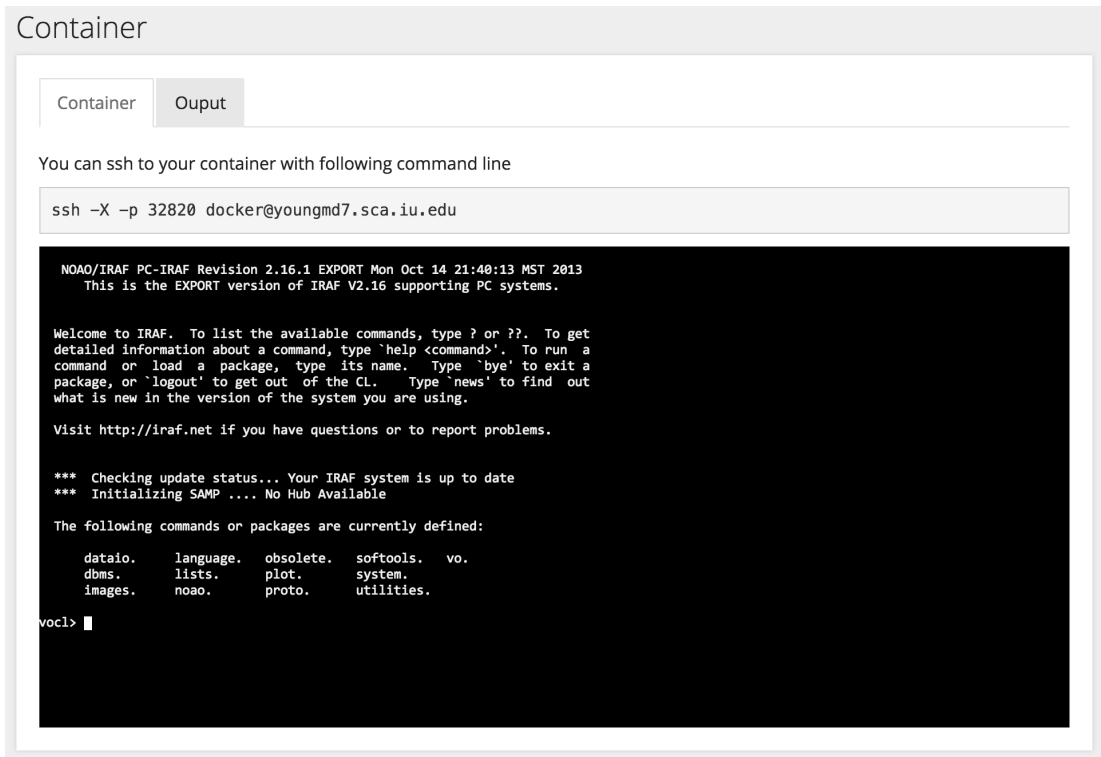 Container
Container Ouput
You can ssh to your container with following command line
ssh -X -p 32820 docker@youngmd7.sca.iu.edu
NOAO/IRAF PC-IRAF Revision 2.16.1 EXPORT Mon Oct 14 21:40:13 MST 2013
This is the EXPORT version of IRAF V2.16 supporting PC systems.
Welcome to IRAF.  To list the available commands, type ? or ??.  To get
detailed information about a command, type `help <command>'.  To run  a
command  or  load  a  package,  type  its name.   Type  `bye' to exit a
package, or `logout' to get out  of the CL.    Type `news' to find  out
what is new in the version of the system you are using.
Visit http://iraf.net if you have questions or to report problems.
***  Checking update status... Your IRAF system is up to date
***  Initializing SAMP .... No Hub Available
The following commands or packages are currently defined:
dataio.     language.   obsolete.   softools.   vo.
dbms.       lists.      plot.       system.
images.     noao.       proto.      utilities.
vocl>